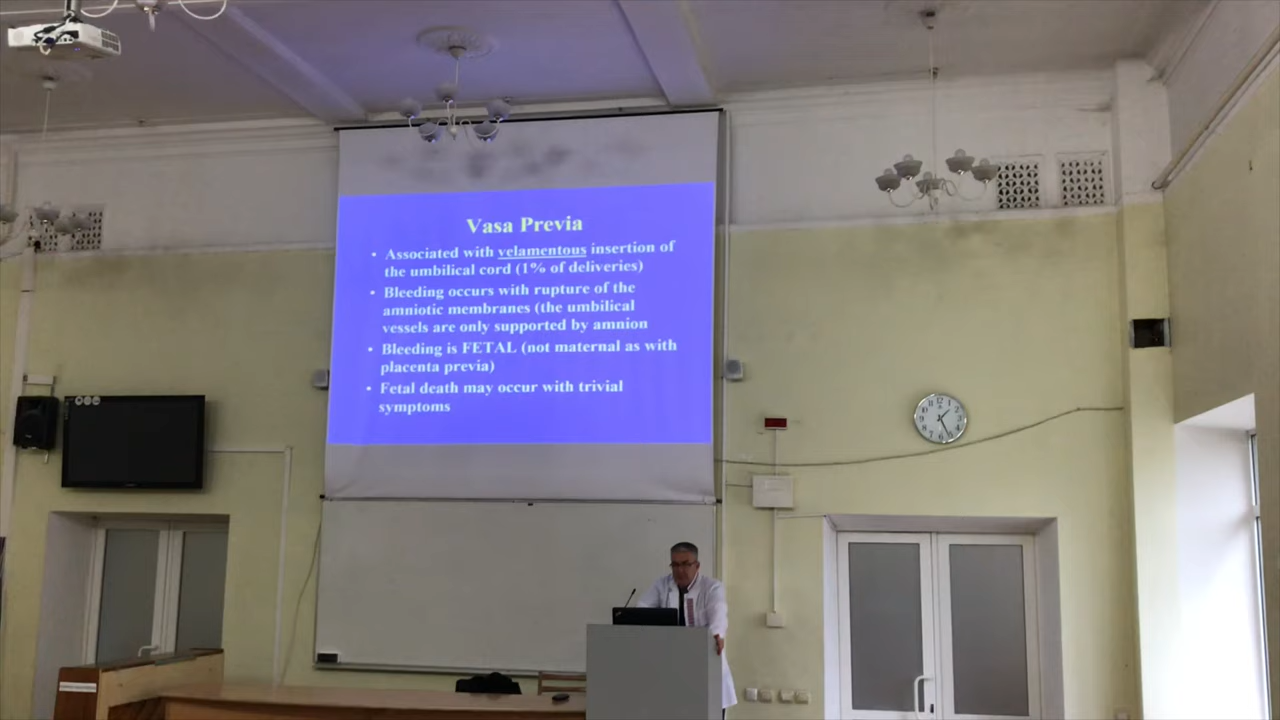 Vasa Previa
• Associated with velamentous insertion of
the umbilical cord (1% of deliveries)
• Bleeding occurs with rupture of the
amniotic membranes (the umbilical
vessels are only supported by amnion
• Bleeding is FETAL (not maternal as with
placenta previa)
• Fetal death may occur with trivial
symptoms